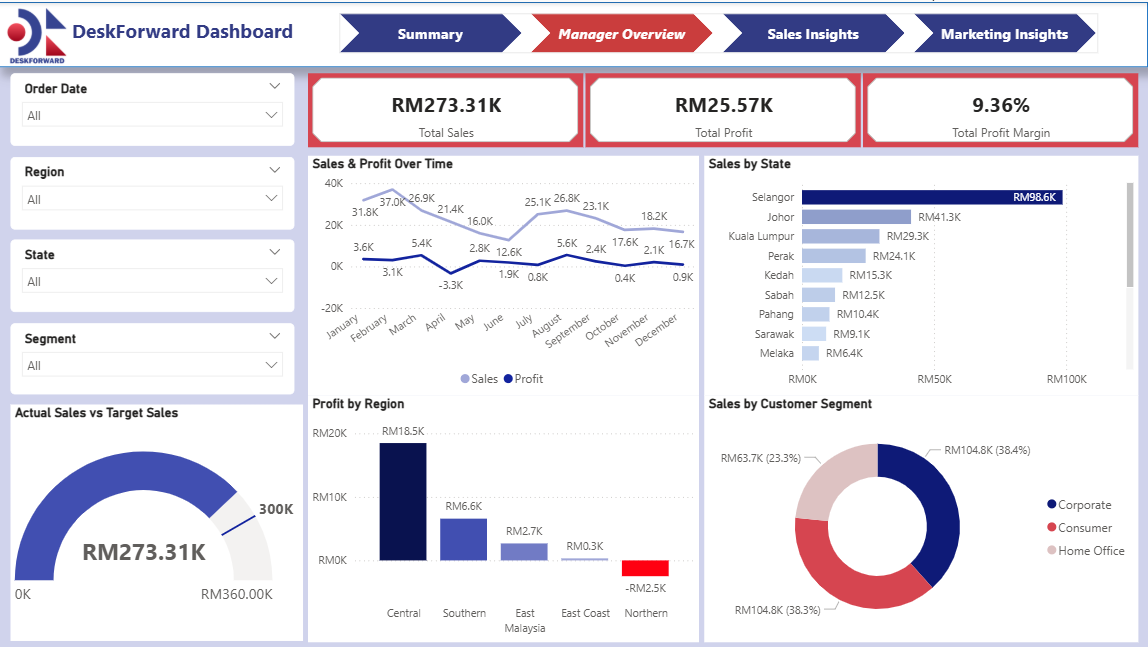 DESKFORWARD
DeskForward Dashboard
Summary
Manager Overview
Sales Insights
Marketing Insights
Order Date
All
Region
All
State
All
Segment
All
RM273.31K
Total Sales
RM25.57K
Total Profit
9.36%
Total Profit Margin
Sales & Profit Over Time
40K
20K
0K
-20K
31.8K
37.0K
26.9K
21.4K
16.0K
12.6K
25.1K
26.8K
23.1K
17.6K
18.2K
16.7K
3.6K
3.1K
5.4K
-3.3K
2.8K
1.9K
0.8K
5.6K
2.4K
0.4K
2.1K
0.9K
January
February
March
April
May
June
July
August
September
October
November
December
Sales
Profit
Sales by State
Selangor RM98.6K
Johor RM41.3K
Kuala Lumpur RM29.3K
Perak RM24.1K
Kedah RM15.3K
Sabah RM12.5K
Pahang RM10.4K
Sarawak RM9.1K
Melaka RM6.4K
RM0K RM50K RM100K
Actual Sales vs Target Sales
300K
RM273.31K
0K
RM360.00K
Profit by Region
RM20K
RM10K
RM0K
RM18.5K
RM6.6K
RM2.7K
RM0.3K
-RM2.5K
Central
Southern
East
Malaysia
East Coast
Northern
Sales by Customer Segment
RM63.7K (23.3%)
RM104.8K (38.4%)
RM104.8K (38.3%)
Corporate
Consumer
Home Office